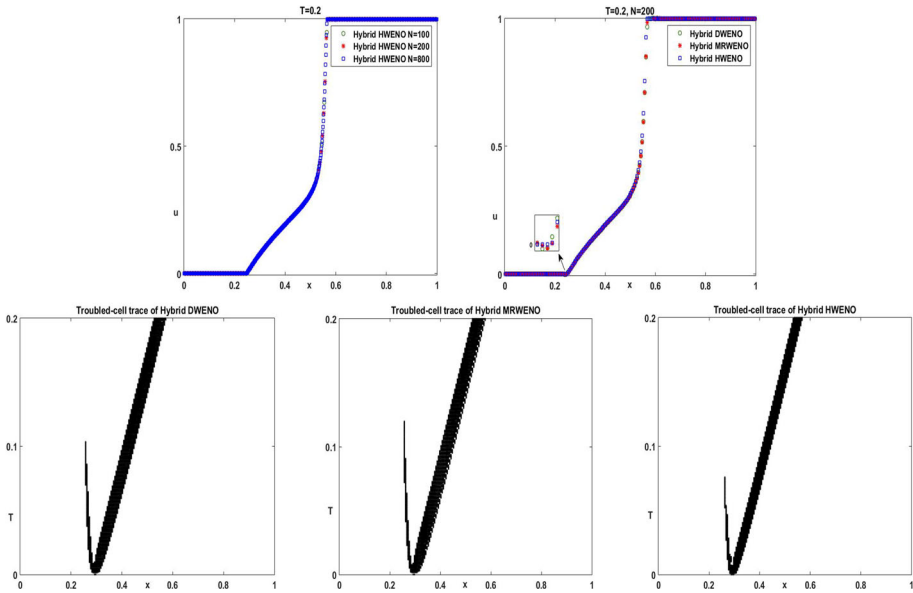 T=0.2
1
Hybrid HWENO N=100
Hybrid HWENO N=200
Hybrid HWENO N=800
0.5
u
0
0 0.2 0.4 0.6 0.8 1
x
T=0.2, N=200
1
Hybrid DWENO
Hybrid MRWENO
Hybrid HWENO
0.5
u
0
0 0.2 0.4 0.6 0.8 1
x
Troubled-cell trace of Hybrid DWENO
0.2
0.1
T
0
0 0.2 0.4 0.6 0.8 1
x
Troubled-cell trace of Hybrid MRWENO
0.2
0.1
T
0
0 0.2 0.4 0.6 0.8 1
x
Troubled-cell trace of Hybrid HWENO
0.2
0.1
T
0
0 0.2 0.4 0.6 0.8 1
x